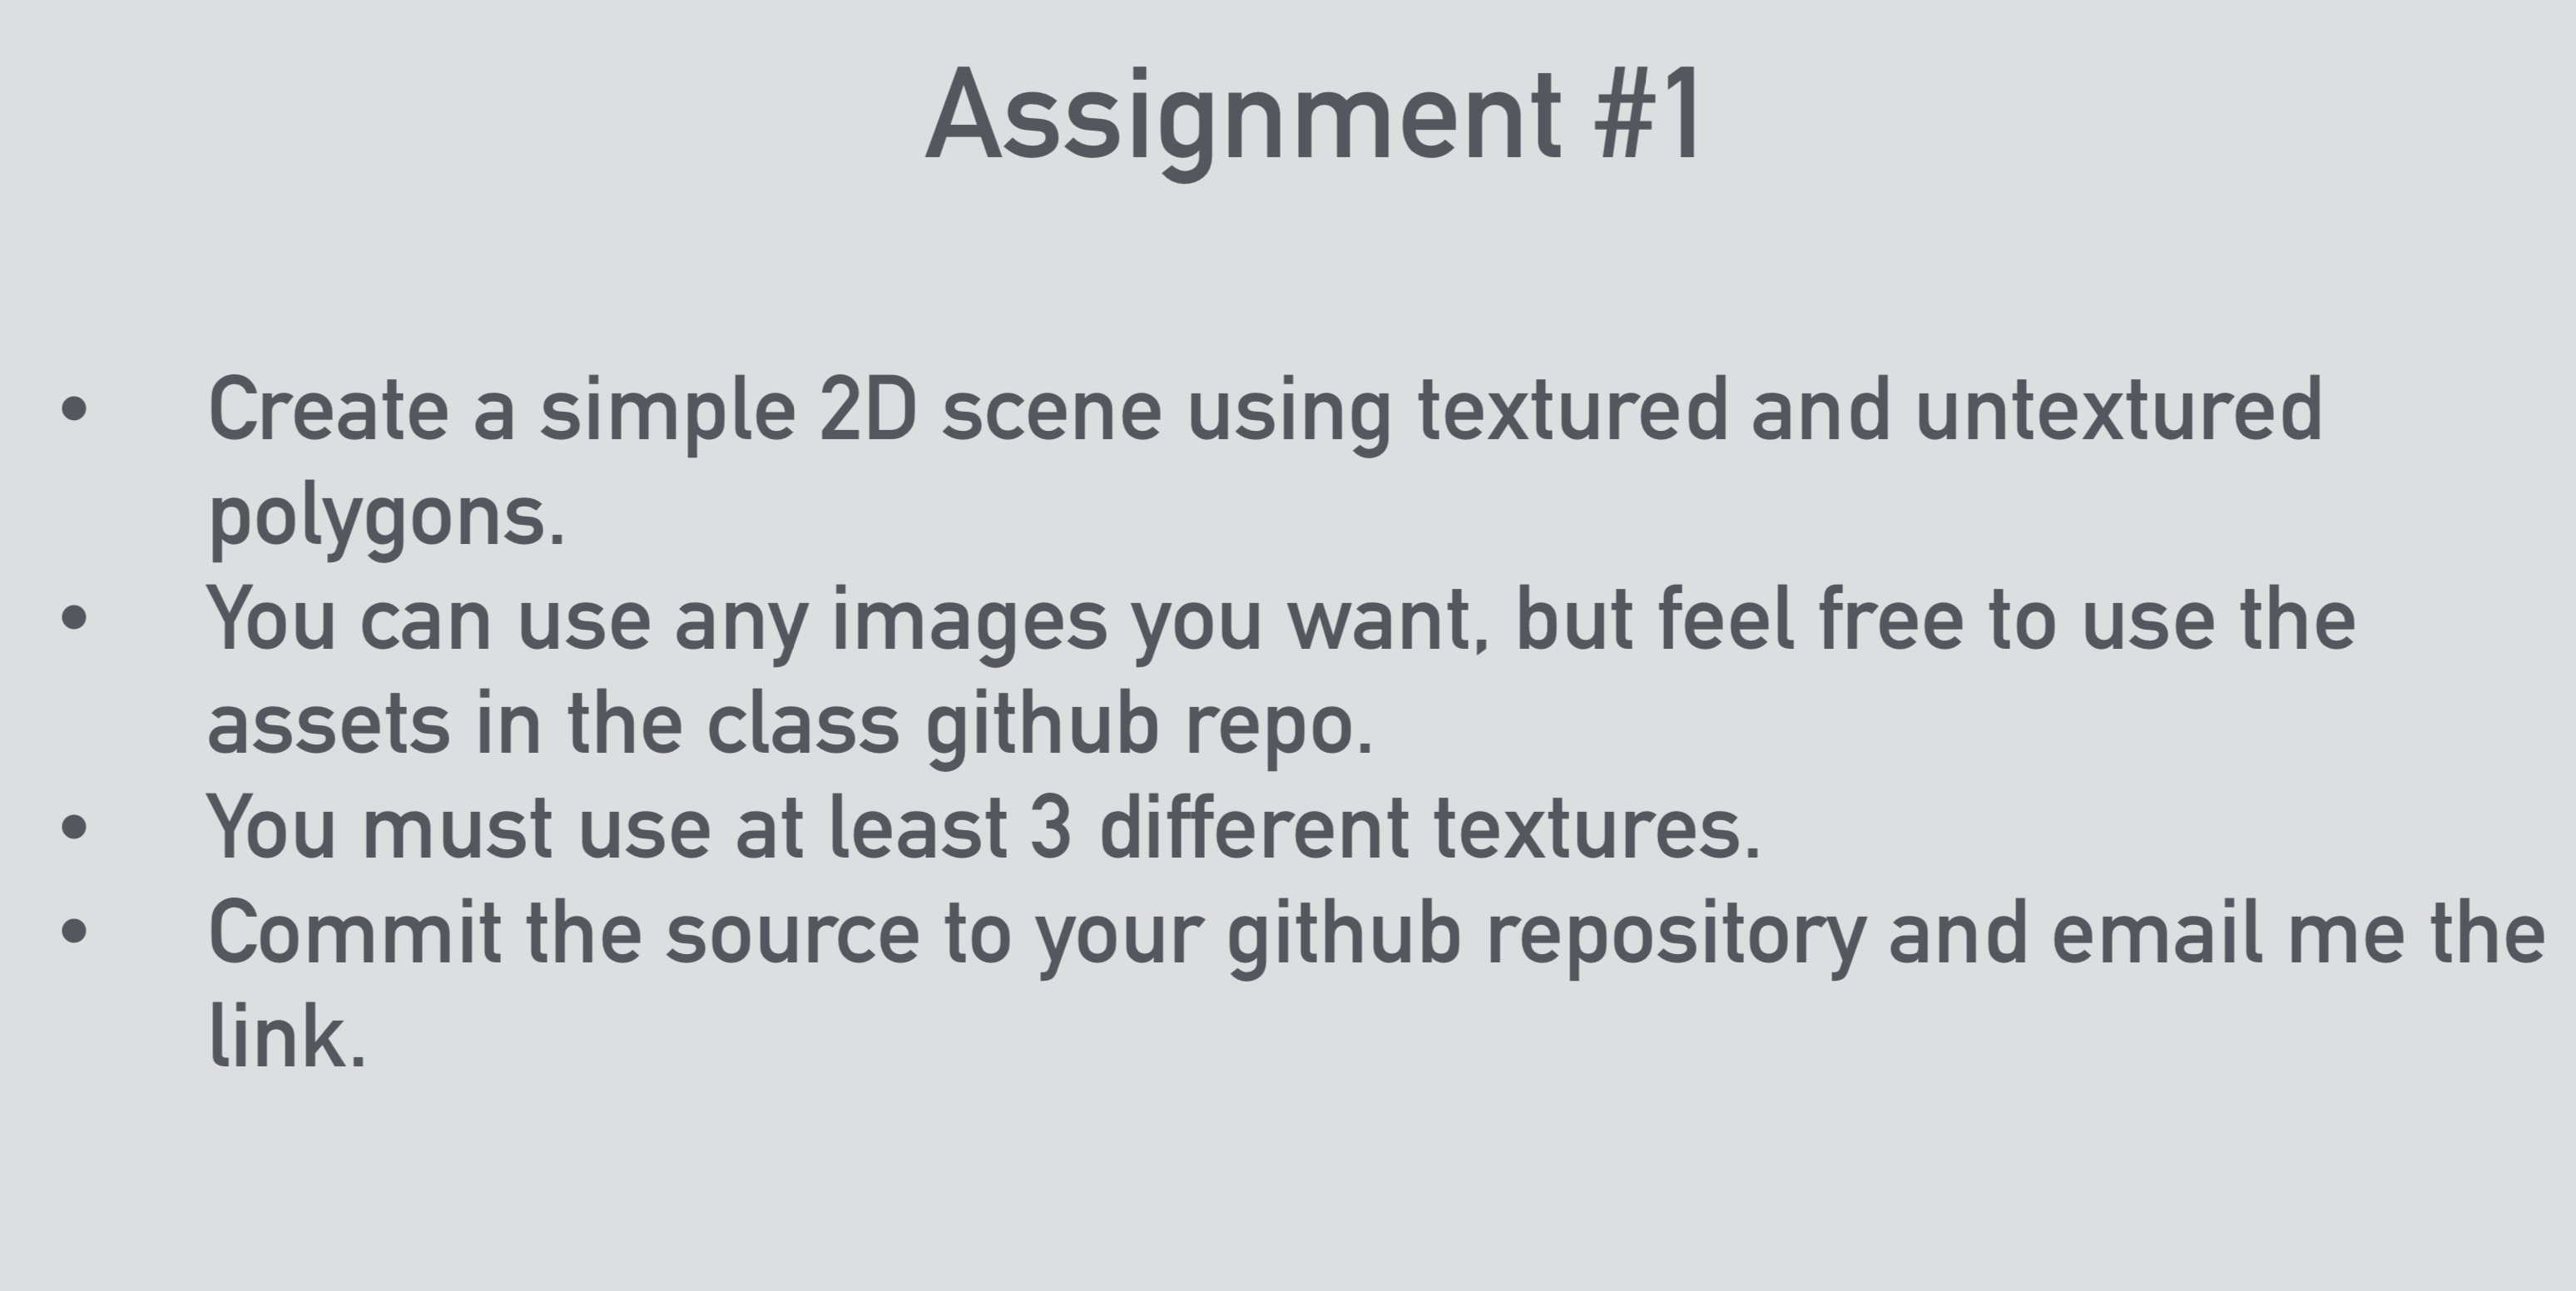 Assignment #1
• Create a simple 2D scene using textured and untextured
polygons.
• You can use any images you want, but feel free to use the
assets in the class github repo.
• You must use at least 3 different textures.
• Commit the source to your github repository and email me the
link.